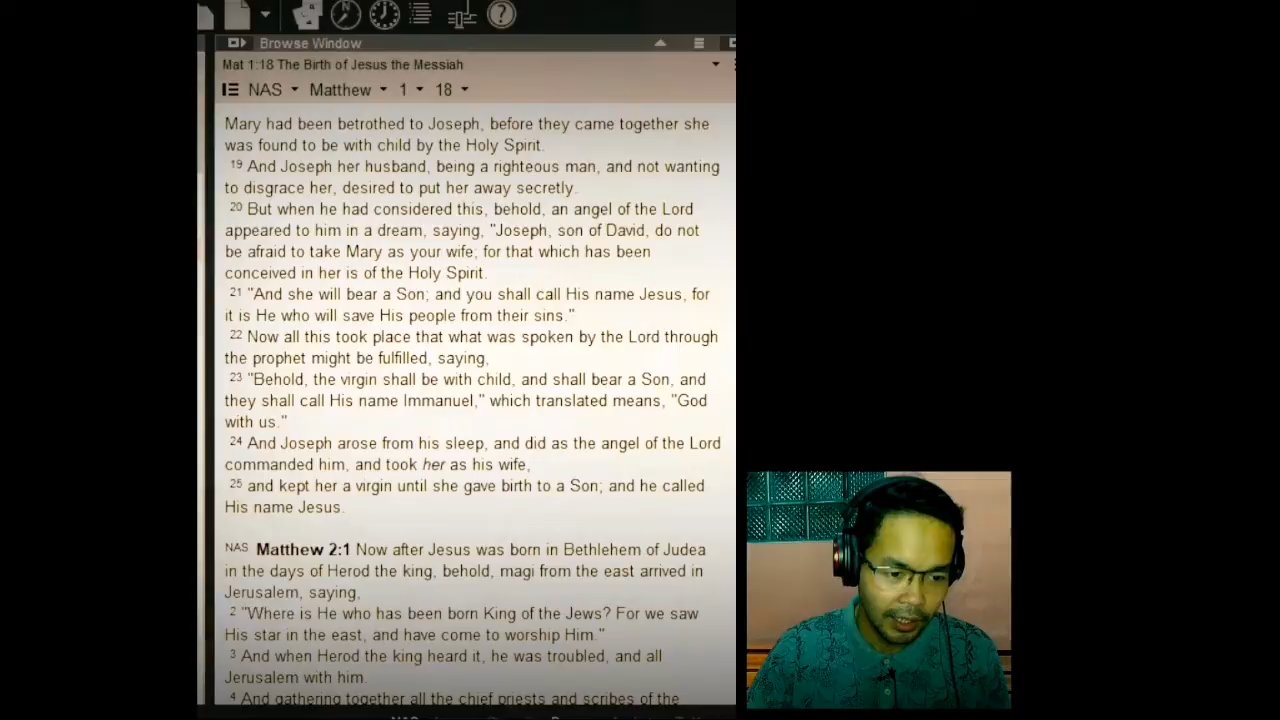 Browse Window
Mat 1:18 The Birth of Jesus the Messiah
NAS Matthew 1 18
Mary had been betrothed to Joseph, before they came together she
was found to be with child by the Holy Spirit.
19 And Joseph her husband, being a righteous man, and not wanting
to disgrace her, desired to put her away secretly.
20 But when he had considered this, behold, an angel of the Lord
appeared to him in a dream, saying, "Joseph, son of David, do not
be afraid to take Mary as your wife; for that which has been
conceived in her is of the Holy Spirit.
21 "And she will bear a Son; and you shall call His name Jesus, for
it is He who will save His people from their sins."
22 Now all this took place that what was spoken by the Lord through
the prophet might be fulfilled, saying,
23 "Behold, the virgin shall be with child, and shall bear a Son, and
they shall call His name Immanuel," which translated means, "God
with us."
24 And Joseph arose from his sleep, and did as the angel of the Lord
commanded him, and took her as his wife,
25 and kept her a virgin until she gave birth to a Son; and he called
His name Jesus.
NAS Matthew 2:1 Now after Jesus was born in Bethlehem of Judea
in the days of Herod the king, behold, magi from the east arrived in
Jerusalem, saying,
2 "Where is He who has been born King of the Jews? For we saw
His star in the east, and have come to worship Him."
3 And when Herod the king heard it, he was troubled, and all
Jerusalem with him.
4 And gathering together all the chief priests and scribes of the